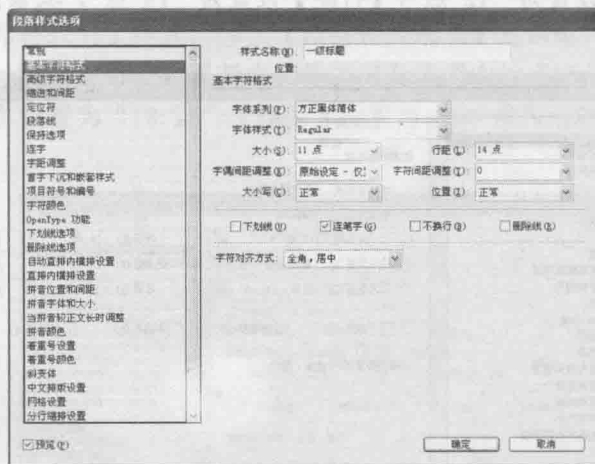 段落样式选项
常规
基本字符格式
高级字符格式
缩进和间距
定位符
段落线
保持选项
连字
字距调整
首字下沉和嵌套样式
项目符号和编号
字符颜色
OpenType 功能
下划线选项
删除线选项
自动直排内横排设置
直排内横排设置
拼音位置和间距
拼音字体和大小
当拼音较正文长时调整
拼音颜色
着重号设置
着重号颜色
斜变体
中文排版设置
网格设置
分行缩排设置
样式名称(N): 一级标题
位置:
基本字符格式
字体系列(F): 方正黑体简体
字体样式(T): Regular
大小(S): 11 点 行距(L): 14 点
字偶间距调整(K): 原始设定 - 仅 字符间距调整(T): 0
大小写(C): 正常 位置(I): 正常
下划线(U) 连笔字(G) 不换行(B) 删除线(K)
字符对齐方式: 全角，居中
预览(P) 确定 取消